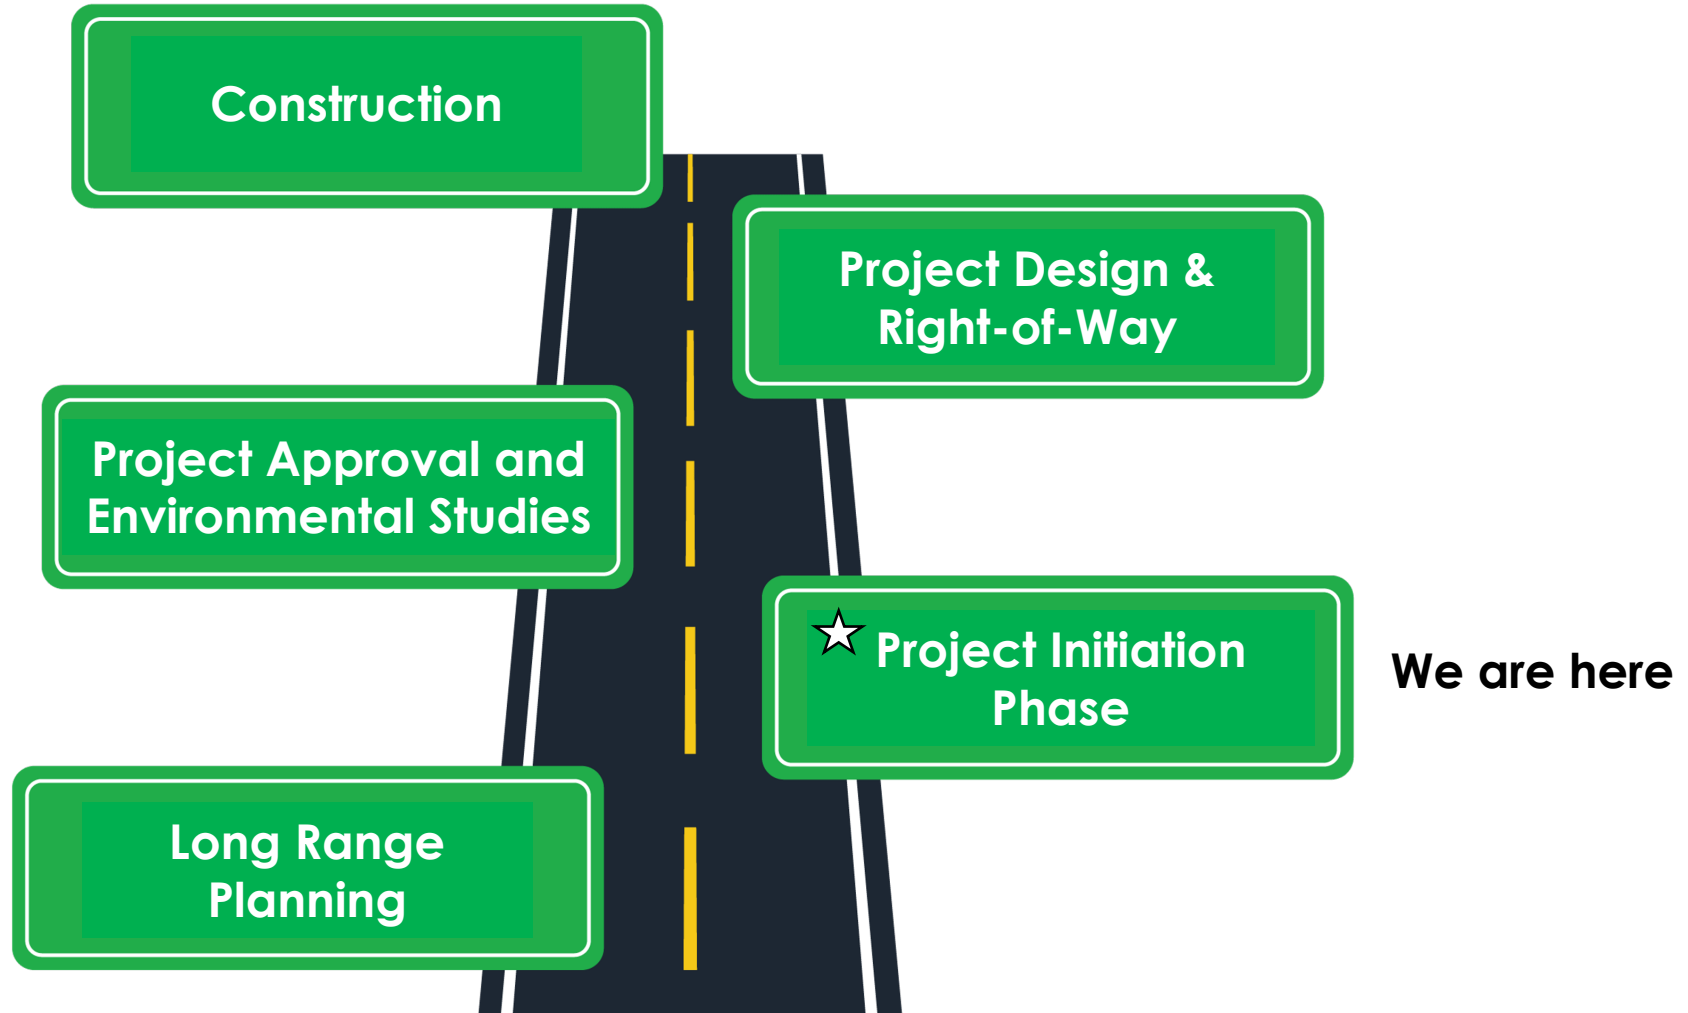 Construction
Project Design &
Right-of-Way
Project Approval and
Environmental Studies
Project Initiation
Phase
We are here
Long Range
Planning